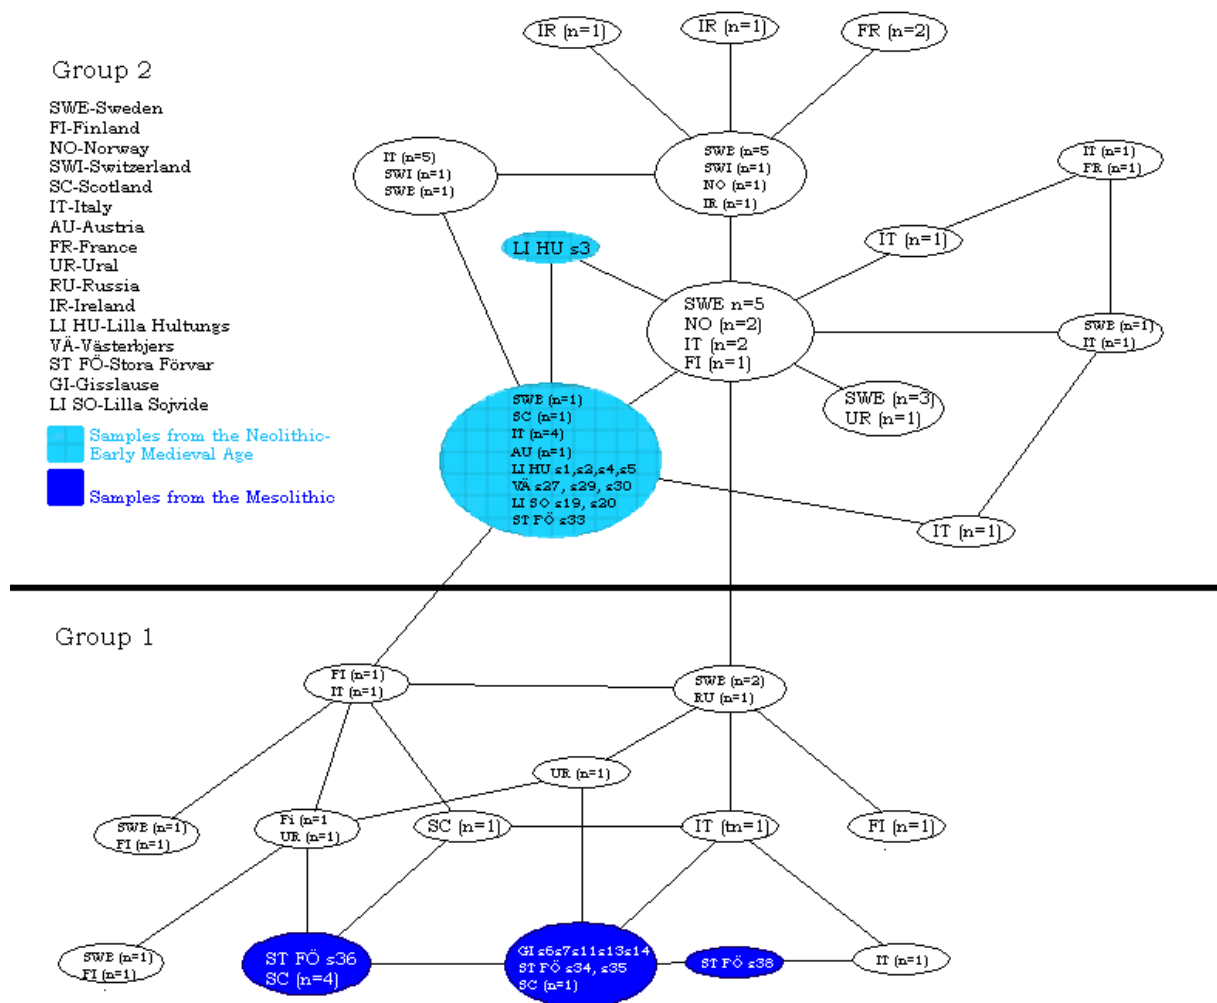 IR (n=1)
IR (n=1)
FR (n=2)
Group 2
SWE-Sweden
FI-Finland
NO-Norway
SWI-Switzerland
SC-Scotland
IT-Italy
AU-Austria
FR-France
UR-Ural
RU-Russia
IR-Ireland
LI HU-Lilla Hultungs
VÄ-Västerbjers
ST FÖ-Stora Förvar
GI-Gisslause
LI SO-Lilla Sojvide
Samples from the Neolithic-
Early Medieval Age
Samples from the Mesolithic
IT (n=5)
SWI (n=1)
SWE (n=1)
SWE (n=5
SWI (n=1)
NO (n=1)
IR (n=1)
IT (n=1)
FR (n=1)
LI HU s3
IT (n=1)
SWE n=5
NO (n=2)
IT (n=2
FI (n=1)
SWE (n=1)
IT (n=1)
SWE (n=3)
UR (n=1)
SWE (n=1)
SC (n=1)
IT (n=4)
AU (n=1)
LI HU s1,s2,s4,s5
VÄ s27, s29, s30
LI SO s19, s20
ST FÖ s33
IT (n=1)
Group 1
FI (n=1)
IT (n=1)
SWE (n=2)
RU (n=1)
UR (n=1)
SWE (n=1)
FI (n=1)
Fi (n=1
UR (n=1)
SC (n=1)
IT (tn=1)
FI (n=1)
SWE (n=1)
FI (n=1)
ST FÖ s36
SC (n=4)
GI s6s7s11s13s14
ST FÖ s34, s35
SC (n=1)
ST FÖ s38
IT (n=1)